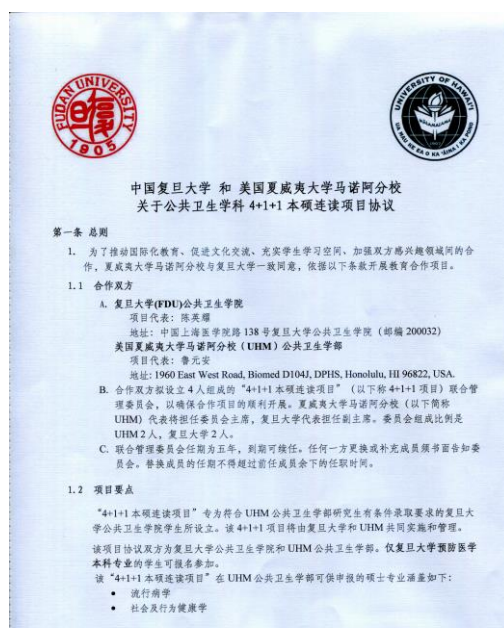 FUDAN UNIVERSITY
1905
UNIVERSITY OF HAWAI'I
中国复旦大学 和 美国夏威夷大学马诺阿分校
关于公共卫生学科 4+1+1 本硕连读项目协议
第一条 总则
1. 为了推动国际化教育、促进文化交流、充实学生学习空间、加强双方感兴趣领域间的合
作，夏威夷大学马诺阿分校与复旦大学一致同意，依据以下条款开展教育合作项目。
1.1 合作双方
A. 复旦大学(FDU)公共卫生学院
项目代表：陈英耀
地址：中国上海医学院路 138 号复旦大学公共卫生学院（邮编 200032）
美国夏威夷大学马诺阿分校（UHM）公共卫生学部
项目代表：鲁元安
地址: 1960 East West Road, Biomed D104J, DPHS, Honolulu, HI 96822, USA.
B. 合作双方拟设立 4 人组成的“4+1+1 本硕连读项目”（以下称 4+1+1 项目）联合管
理委员会，以确保合作项目的顺利开展。夏威夷大学马诺阿分校（以下简称
UHM）代表将担任委员会主席，复旦大学代表担任副主席。委员会组成比例是
UHM 2 人，复旦大学 2 人。
C. 联合管理委员会任期为五年，到期可续任。任何一方更换或补充成员须书面告知委
员会。替换成员的任期不得超过前任成员余下的任职时间。
1.2 项目要点
“4+1+1 本硕连读项目”专为符合 UHM 公共卫生学部研究生有条件录取要求的复旦大
学公共卫生学院学生所设立。该 4+1+1 项目将由复旦大学和 UHM 共同实施和管理。
该项目协议双方为复旦大学公共卫生学院和 UHM 公共卫生学部。仅复旦大学预防医学
本科专业的学生可报名参加。
该“4+1+1 本硕连读项目”在 UHM 公共卫生学部可供申报的硕士专业涵盖如下：
• 流行病学
• 社会及行为健康学